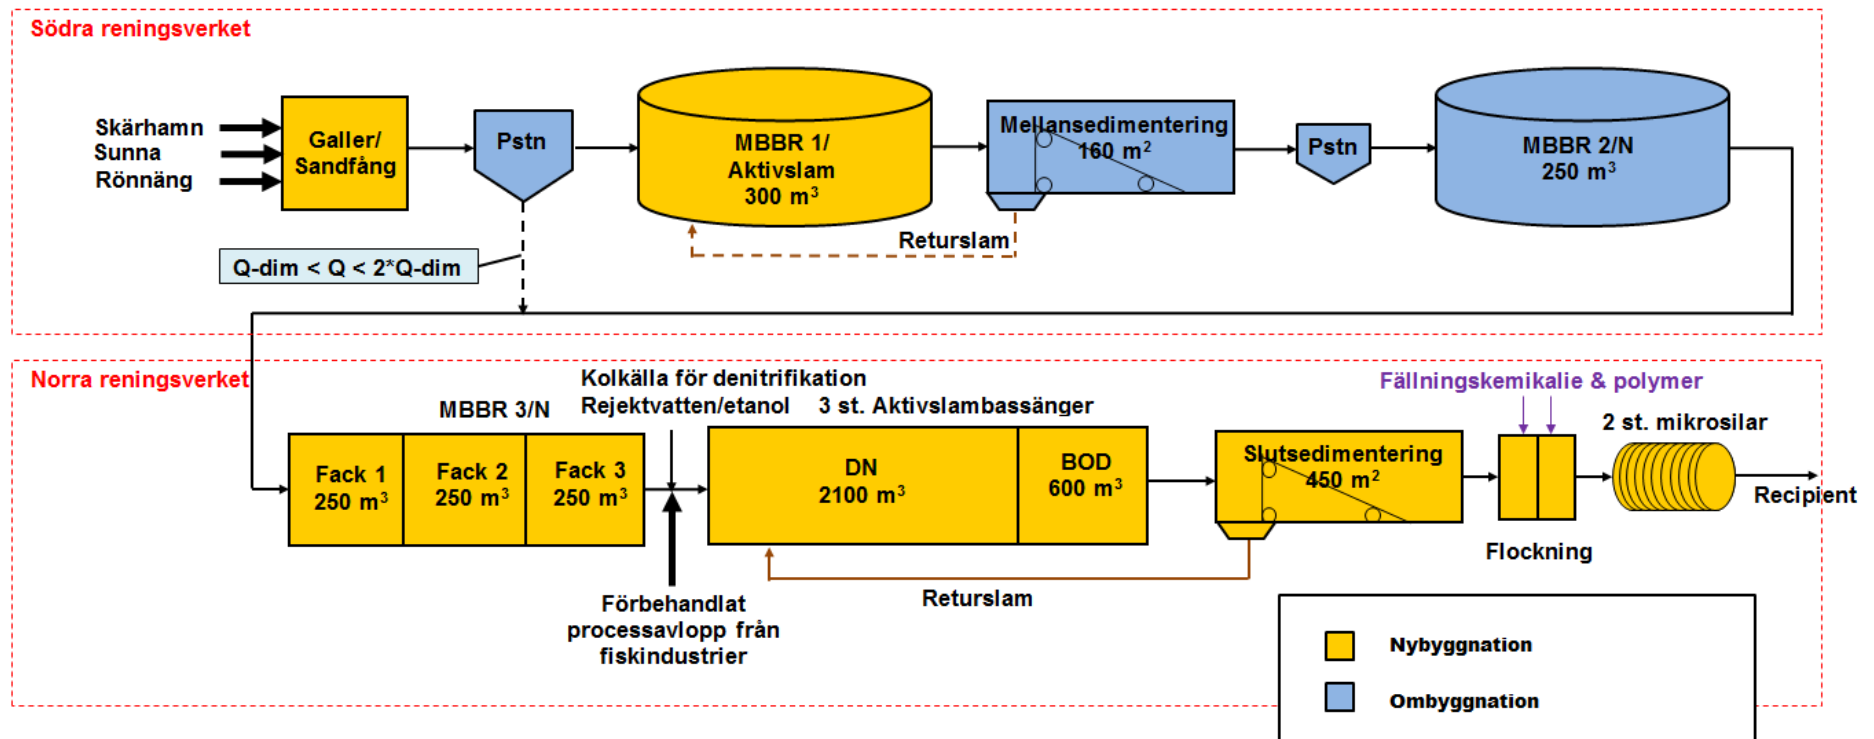 Södra reningsverket
Skärhamn
Sunna
Rönnäng
Galler/
Sandfång
Pstn
MBBR 1/
Aktivslam
300 m³
Mellansedimentering
160 m²
Pstn
MBBR 2/N
250 m³
Returslam
Q-dim < Q < 2*Q-dim
Norra reningsverket
MBBR 3/N
Kolkälla för denitrifikation
Rejektvatten/etanol
3 st. Aktivslambassänger
Fällningskemikalie & polymer
2 st. mikrosilar
Fack 1
250 m³
Fack 2
250 m³
Fack 3
250 m³
DN
2100 m³
BOD
600 m³
Slutsedimentering
450 m²
Recipient
Flockning
Returslam
Förbehandlat
processavlopp från
fiskindustrier
Nybyggnation
Ombyggnation